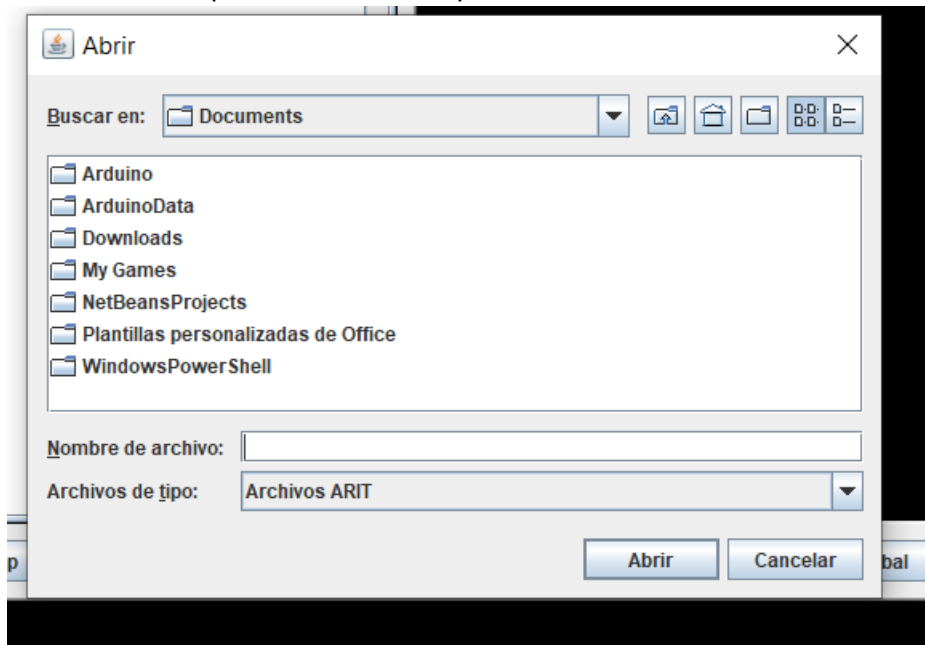 Abrir
Buscar en: Documents
Arduino
ArduinoData
Downloads
My Games
NetBeansProjects
Plantillas personalizadas de Office
WindowsPowerShell
Nombre de archivo:
Archivos de tipo: Archivos ARIT
Abrir Cancelar
p bal